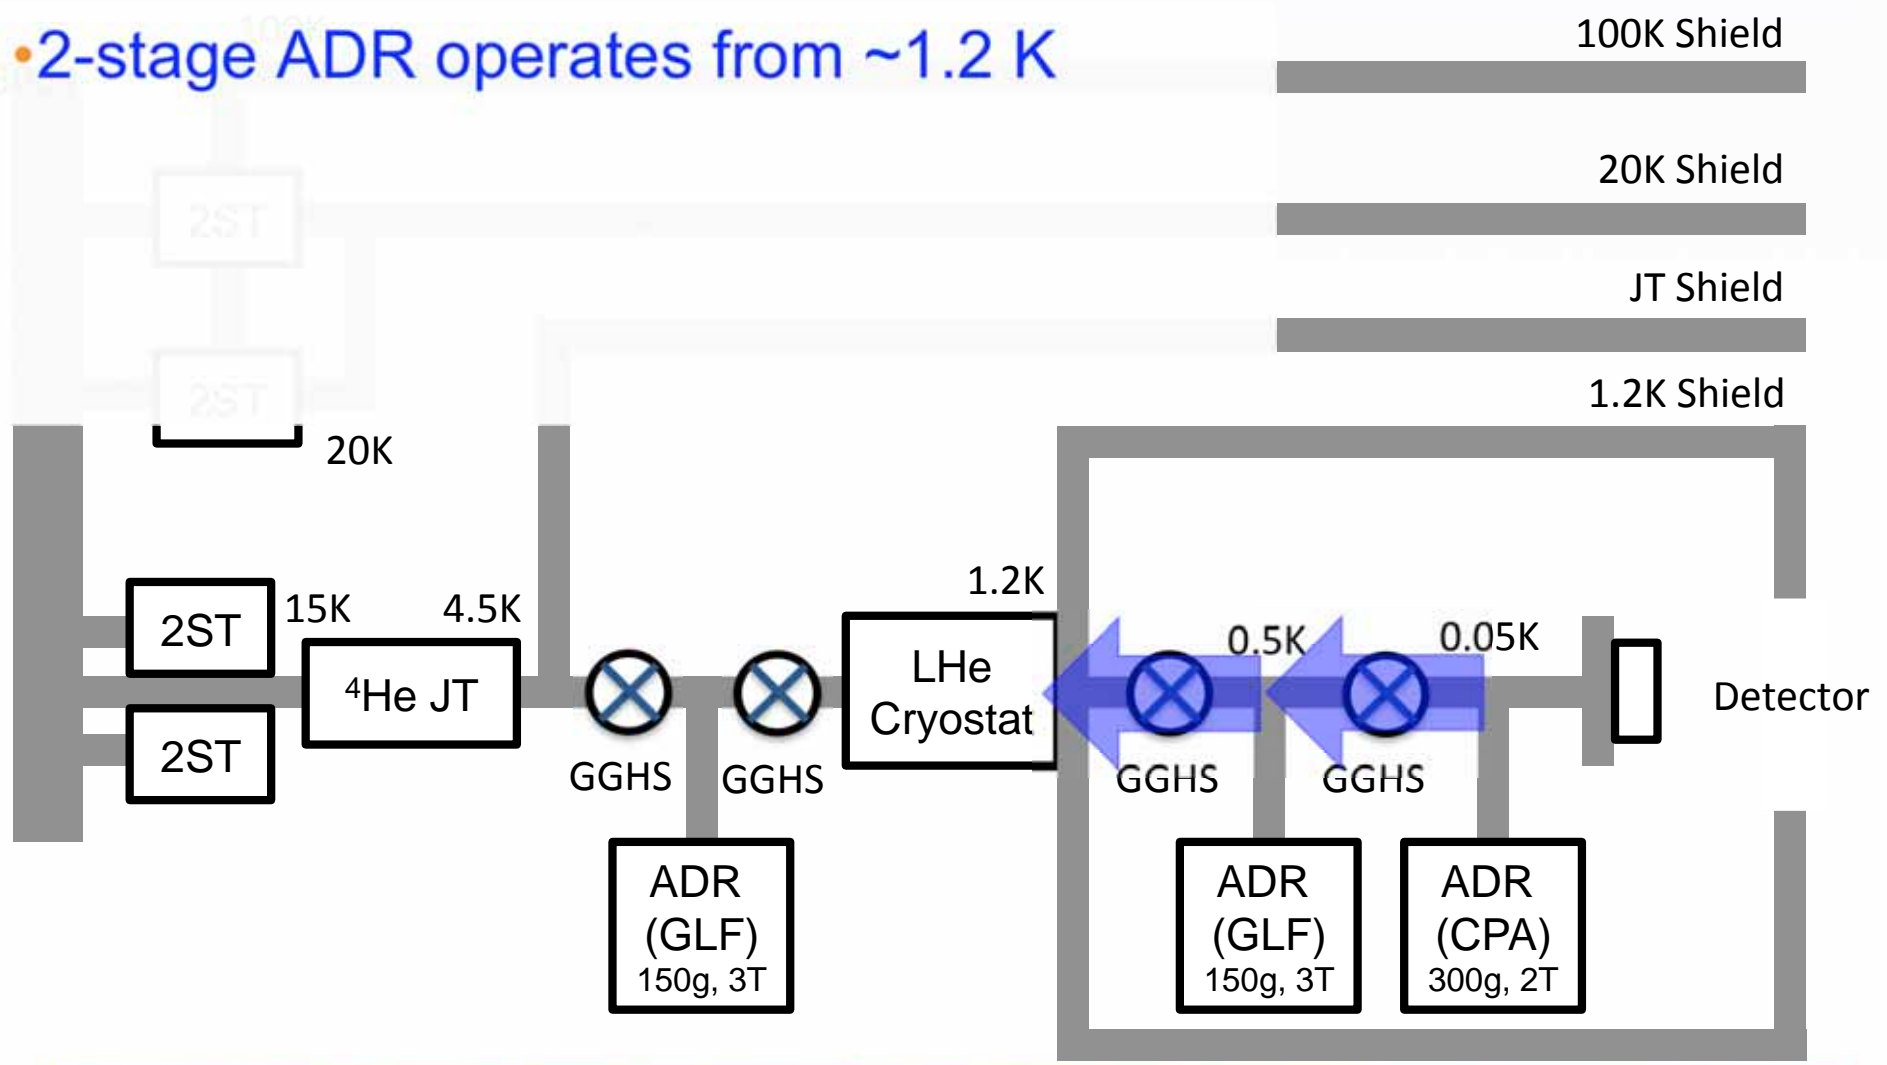 •2-stage ADR operates from ~1.2 K
100K Shield
20K Shield
2ST
JT Shield
2ST
1.2K Shield
20K
2ST
15K
4.5K
1.2K
⁴He JT
LHe
Cryostat
0.5K
0.05K
Detector
2ST
GGHS
GGHS
GGHS
GGHS
ADR
(GLF)
150g, 3T
ADR
(GLF)
150g, 3T
ADR
(CPA)
300g, 2T